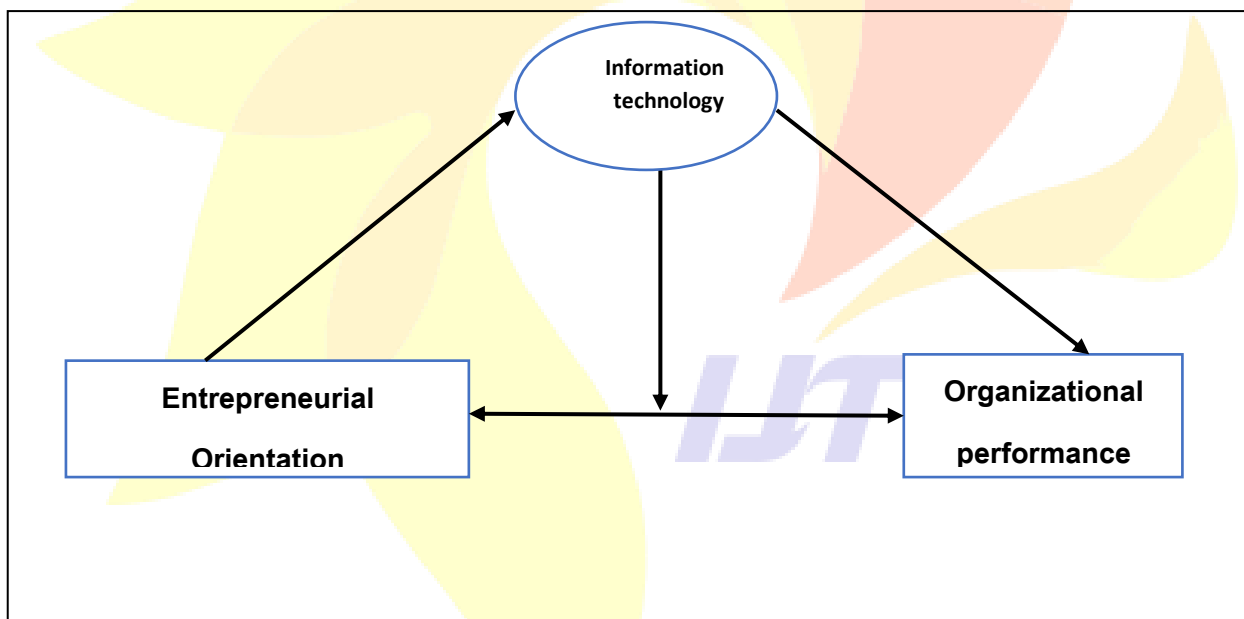 Information
technology
Entrepreneurial
Orientation
Organizational
performance
IJT